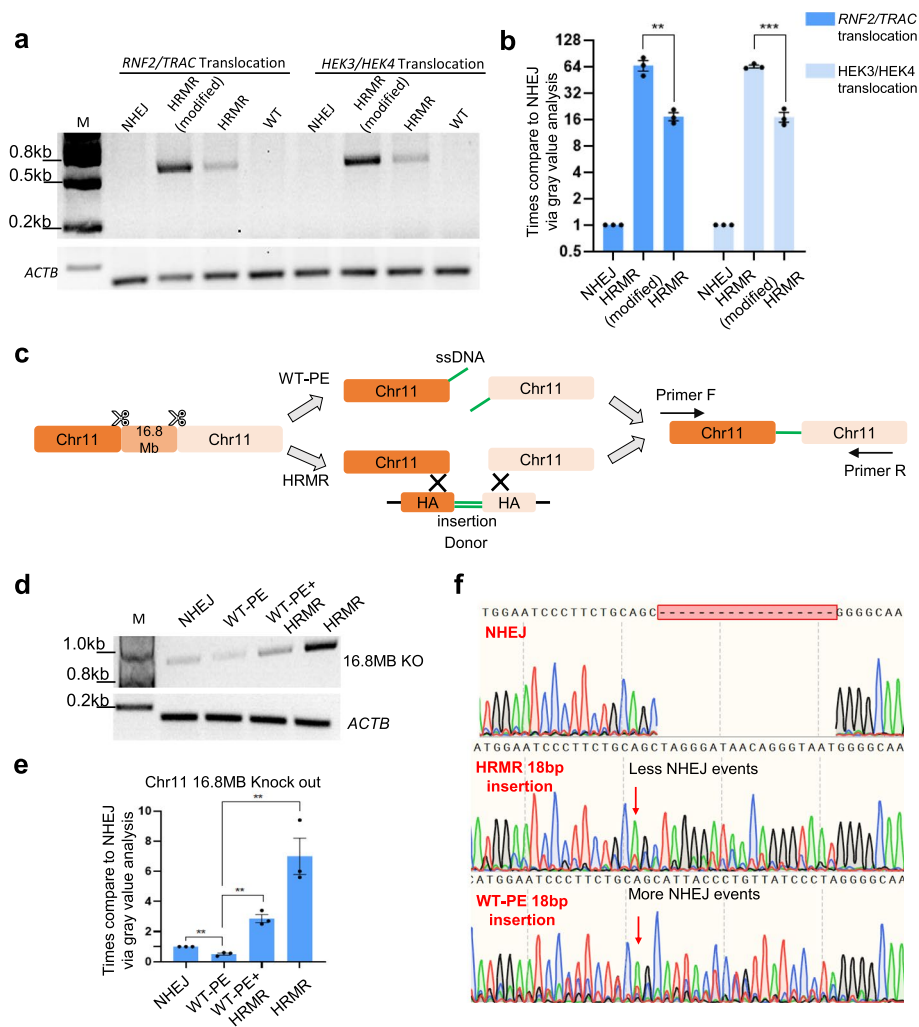 a
RNF2/TRAC Translocation
HEK3/HEK4 Translocation
M
NHEJ
HRMR
(modified)
HRMR
WT
NHEJ
HRMR
(modified)
HRMR
WT
0.8kb
0.5kb
0.2kb
ACTB
b
Times compare to NHEJ
via gray value analysis
128
64
32
16
8
4
2
1
0.5
**
***
NHEJ
HRMR
(modified)
HRMR
NHEJ
HRMR
(modified)
HRMR
RNF2/TRAC
translocation
HEK3/HEK4
translocation
c
Chr11
16.8
Mb
Chr11
WT-PE
HRMR
ssDNA
Chr11
Chr11
Chr11
Chr11
HA
HA
insertion
Donor
Primer F
Chr11
Chr11
Primer R
d
M
NHEJ
WT-PE
WT-PE+
HRMR
HRMR
1.0kb
0.8kb
0.2kb
16.8MB KO
ACTB
e
Chr11 16.8MB Knock out
Times compare to NHEJ
via gray value analysis
10
8
6
4
2
1
0
**
**
**
NHEJ
WT-PE
WT-PE+
HRMR
HRMR
f
TGGAATCCCTTCTGCAGC------------------GGGGCAA
NHEJ
ATGGAATCCCTTCTGCAGCTAGGGATAACAGGGTAATGGGGCAA
HRMR 18bp
insertion
Less NHEJ events
CATGGAATCCCTTCTGCAGCATTACCCTGTTATCCCTAGGGGCAA
WT-PE 18bp
insertion
More NHEJ events